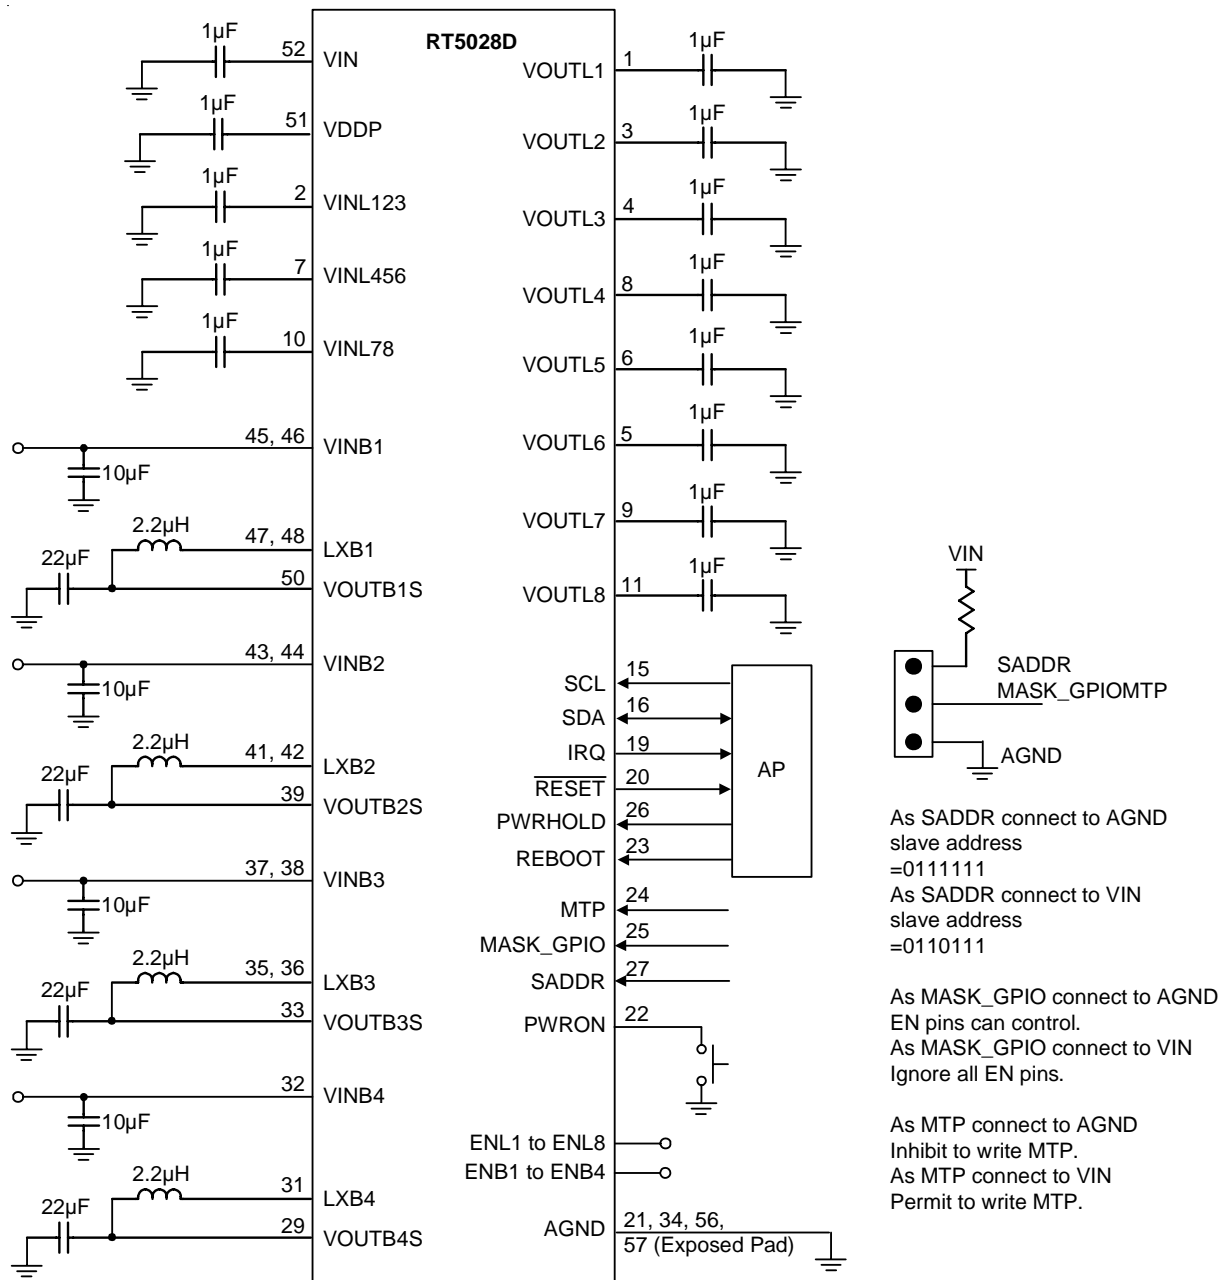 RT5028D
1µF
52
VIN
1µF
51
VDDP
1µF
2
VINL123
1µF
7
VINL456
1µF
10
VINL78
45, 46
VINB1
10µF
2.2µH
47, 48
LXB1
22µF
50
VOUTB1S
43, 44
VINB2
10µF
2.2µH
41, 42
LXB2
22µF
39
VOUTB2S
37, 38
VINB3
10µF
2.2µH
35, 36
LXB3
22µF
33
VOUTB3S
32
VINB4
10µF
2.2µH
31
LXB4
22µF
29
VOUTB4S
VOUTL1
1
1µF
VOUTL2
3
1µF
VOUTL3
4
1µF
VOUTL4
8
1µF
VOUTL5
6
1µF
VOUTL6
5
1µF
VOUTL7
9
1µF
VOUTL8
11
1µF
SCL
15
SDA
16
IRQ
19
RESET
20
PWRHOLD
26
REBOOT
23
AP
MTP
24
MASK_GPIO
25
SADDR
27
PWRON
22
ENL1 to ENL8
ENB1 to ENB4
AGND
21, 34, 56,
57 (Exposed Pad)
VIN
SADDR
MASK_GPIOMTP
AGND
As SADDR connect to AGND
slave address
=0111111
As SADDR connect to VIN
slave address
=0110111
As MASK_GPIO connect to AGND
EN pins can control.
As MASK_GPIO connect to VIN
Ignore all EN pins.
As MTP connect to AGND
Inhibit to write MTP.
As MTP connect to VIN
Permit to write MTP.